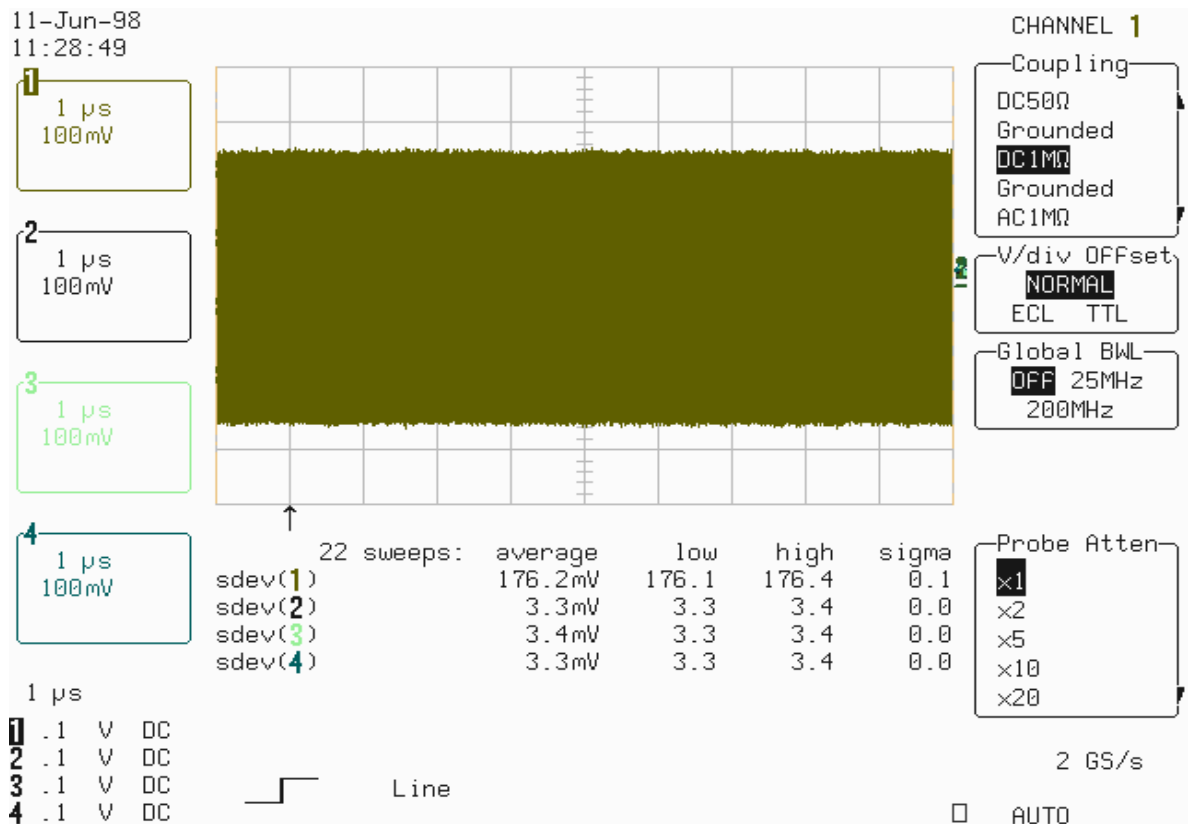 11-Jun-98
11:28:49
1
1 µs
100mV
2
1 µs
100mV
3
1 µs
100mV
4
1 µs
100mV
1 µs
1 .1 V DC
2 .1 V DC
3 .1 V DC
4 .1 V DC
22 sweeps: average low high sigma
sdev(1) 176.2mV 176.1 176.4 0.1
sdev(2) 3.3mV 3.3 3.4 0.0
sdev(3) 3.4mV 3.3 3.4 0.0
sdev(4) 3.3mV 3.3 3.4 0.0
Line
CHANNEL 1
Coupling
DC50Ω
Grounded
DC1MΩ
Grounded
AC1MΩ
V/div OFFset
NORMAL
ECL TTL
Global BWL
OFF 25MHz
200MHz
Probe Atten
×1
×2
×5
×10
×20
2 GS/s
AUTO